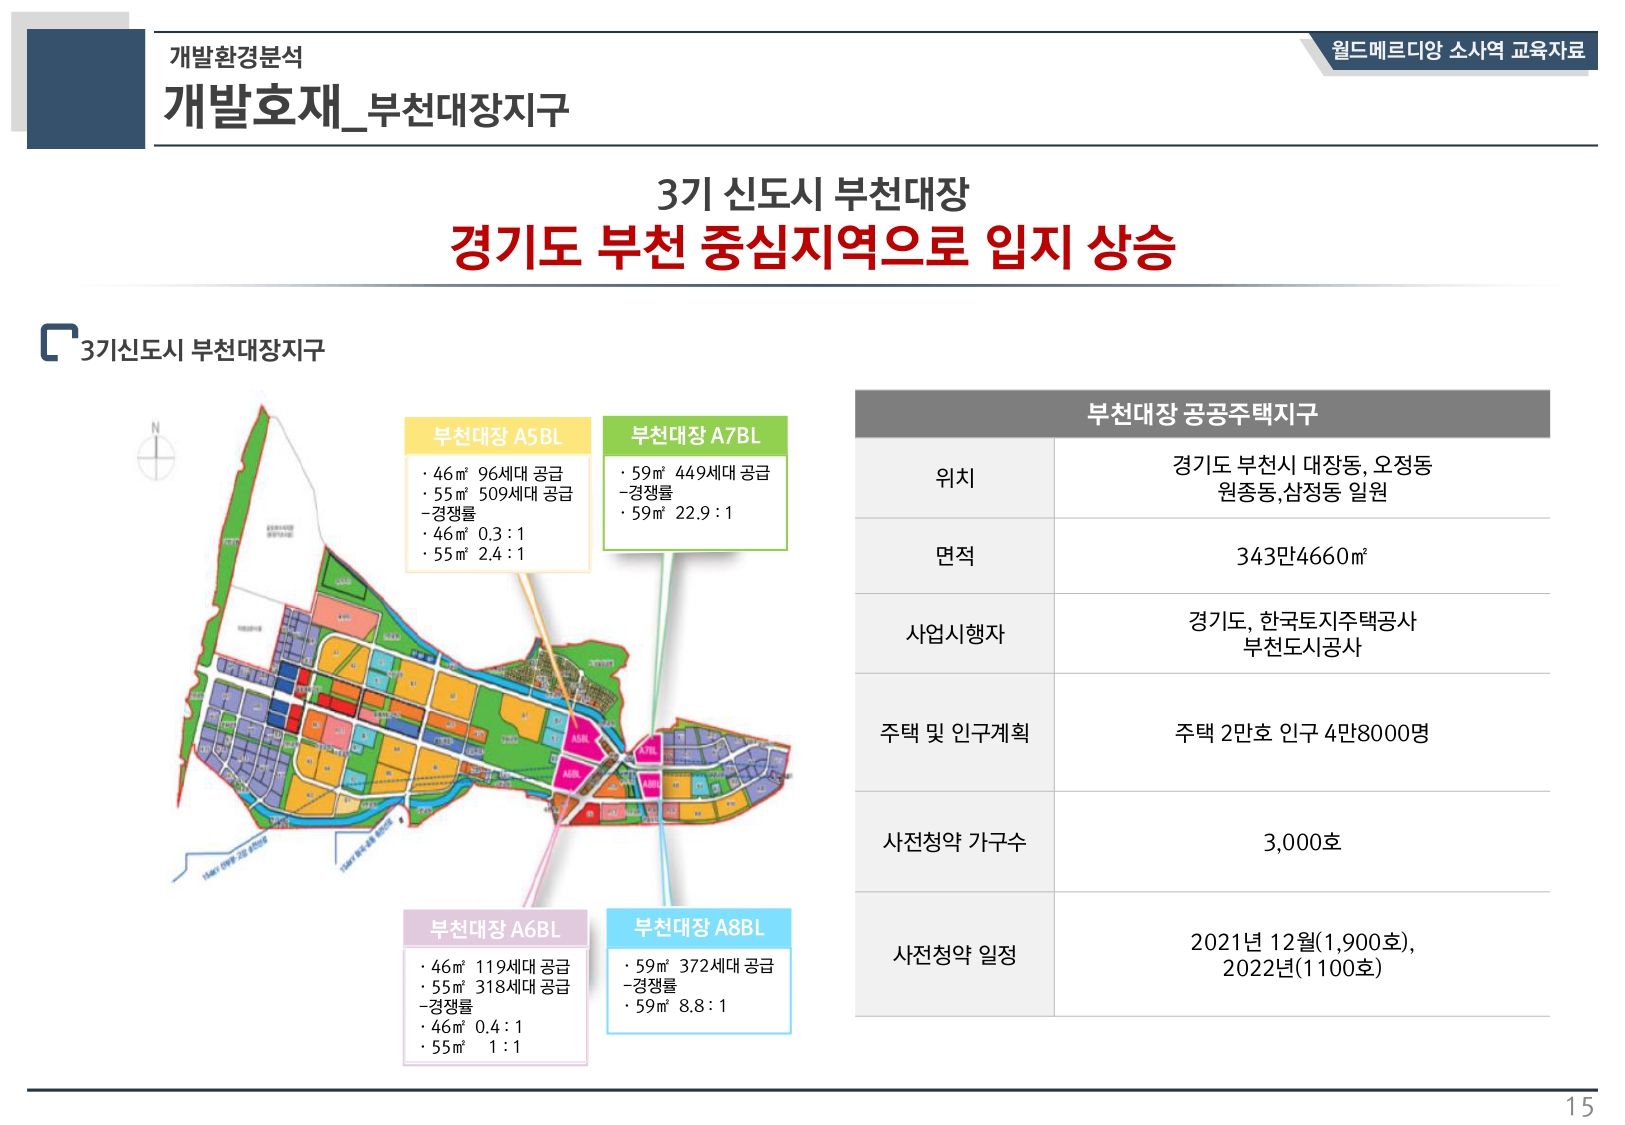 개발환경분석
개발호재_부천대장지구
월드메르디앙 소사역 교육자료
3기 신도시 부천대장
경기도 부천 중심지역으로 입지 상승
3기신도시 부천대장지구
N
부천대장 A5BL
· 46㎡ 96세대 공급
· 55㎡ 509세대 공급
-경쟁률
· 46㎡ 0.3 : 1
· 55㎡ 2.4 : 1
부천대장 A7BL
· 59㎡ 449세대 공급
-경쟁률
· 59㎡ 22.9 : 1
A5BL
A7BL
A6BL
A8BL
부천대장 A6BL
· 46㎡ 119세대 공급
· 55㎡ 318세대 공급
-경쟁률
· 46㎡ 0.4 : 1
· 55㎡ 1 : 1
부천대장 A8BL
· 59㎡ 372세대 공급
-경쟁률
· 59㎡ 8.8 : 1
부천대장 공공주택지구
위치
경기도 부천시 대장동, 오정동
원종동,삼정동 일원
면적
343만4660㎡
사업시행자
경기도, 한국토지주택공사
부천도시공사
주택 및 인구계획
주택 2만호 인구 4만8000명
사전청약 가구수
3,000호
사전청약 일정
2021년 12월(1,900호),
2022년(1100호)
15